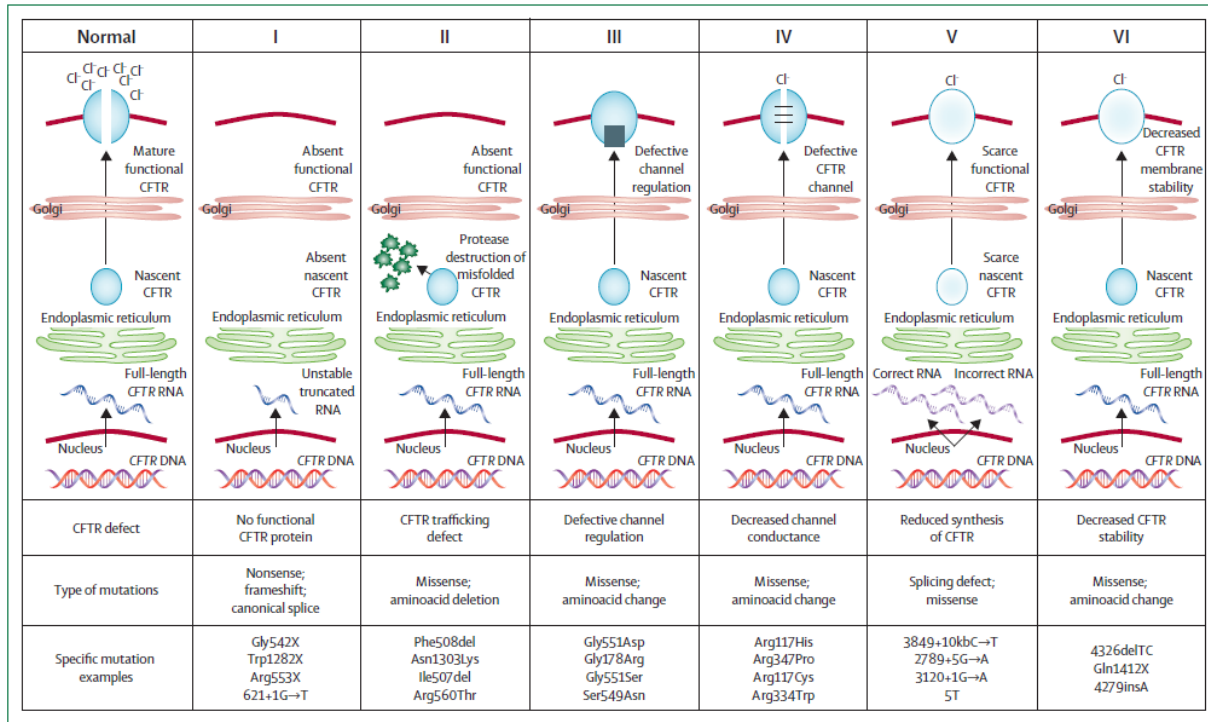 Normal
I
II
III
IV
V
VI
Cl- Cl- Cl- Cl- Cl-
Cl- Cl-
Cl- Cl-
Mature
functional
CFTR
Golgi
Nascent
CFTR
Endoplasmic reticulum
Full-length
CFTR RNA
Nucleus
CFTR DNA
Absent
functional
CFTR
Golgi
Absent
nascent
CFTR
Endoplasmic reticulum
Unstable
truncated
RNA
Nucleus
CFTR DNA
Absent
functional
CFTR
Golgi
Protease
destruction of
misfolded
CFTR
Endoplasmic reticulum
Full-length
CFTR RNA
Nucleus
CFTR DNA
Defective
channel
regulation
Golgi
Nascent
CFTR
Endoplasmic reticulum
Full-length
CFTR RNA
Nucleus
CFTR DNA
Cl-
Defective
CFTR
channel
Golgi
Nascent
CFTR
Endoplasmic reticulum
Full-length
CFTR RNA
Nucleus
CFTR DNA
Cl-
Scarce
functional
CFTR
Golgi
Scarce
nascent
CFTR
Endoplasmic reticulum
Correct RNA
Incorrect RNA
Nucleus
CFTR DNA
Cl-
Decreased
CFTR
membrane
stability
Golgi
Nascent
CFTR
Endoplasmic reticulum
Full-length
CFTR RNA
Nucleus
CFTR DNA
CFTR defect
No functional
CFTR protein
CFTR trafficking
defect
Defective channel
regulation
Decreased channel
conductance
Reduced synthesis
of CFTR
Decreased CFTR
stability
Type of mutations
Nonsense;
frameshift;
canonical splice
Missense;
aminoacid deletion
Missense;
aminoacid change
Missense;
aminoacid change
Splicing defect;
missense
Missense;
aminoacid change
Specific mutation
examples
Gly542X
Trp1282X
Arg553X
621+1G→T
Phe508del
Asn1303Lys
Ile507del
Arg560Thr
Gly551Asp
Gly178Arg
Gly551Ser
Ser549Asn
Arg117His
Arg347Pro
Arg117Cys
Arg334Trp
3849+10kbC→T
2789+5G→A
3120+1G→A
5T
4326delTC
Gln1412X
4279insA